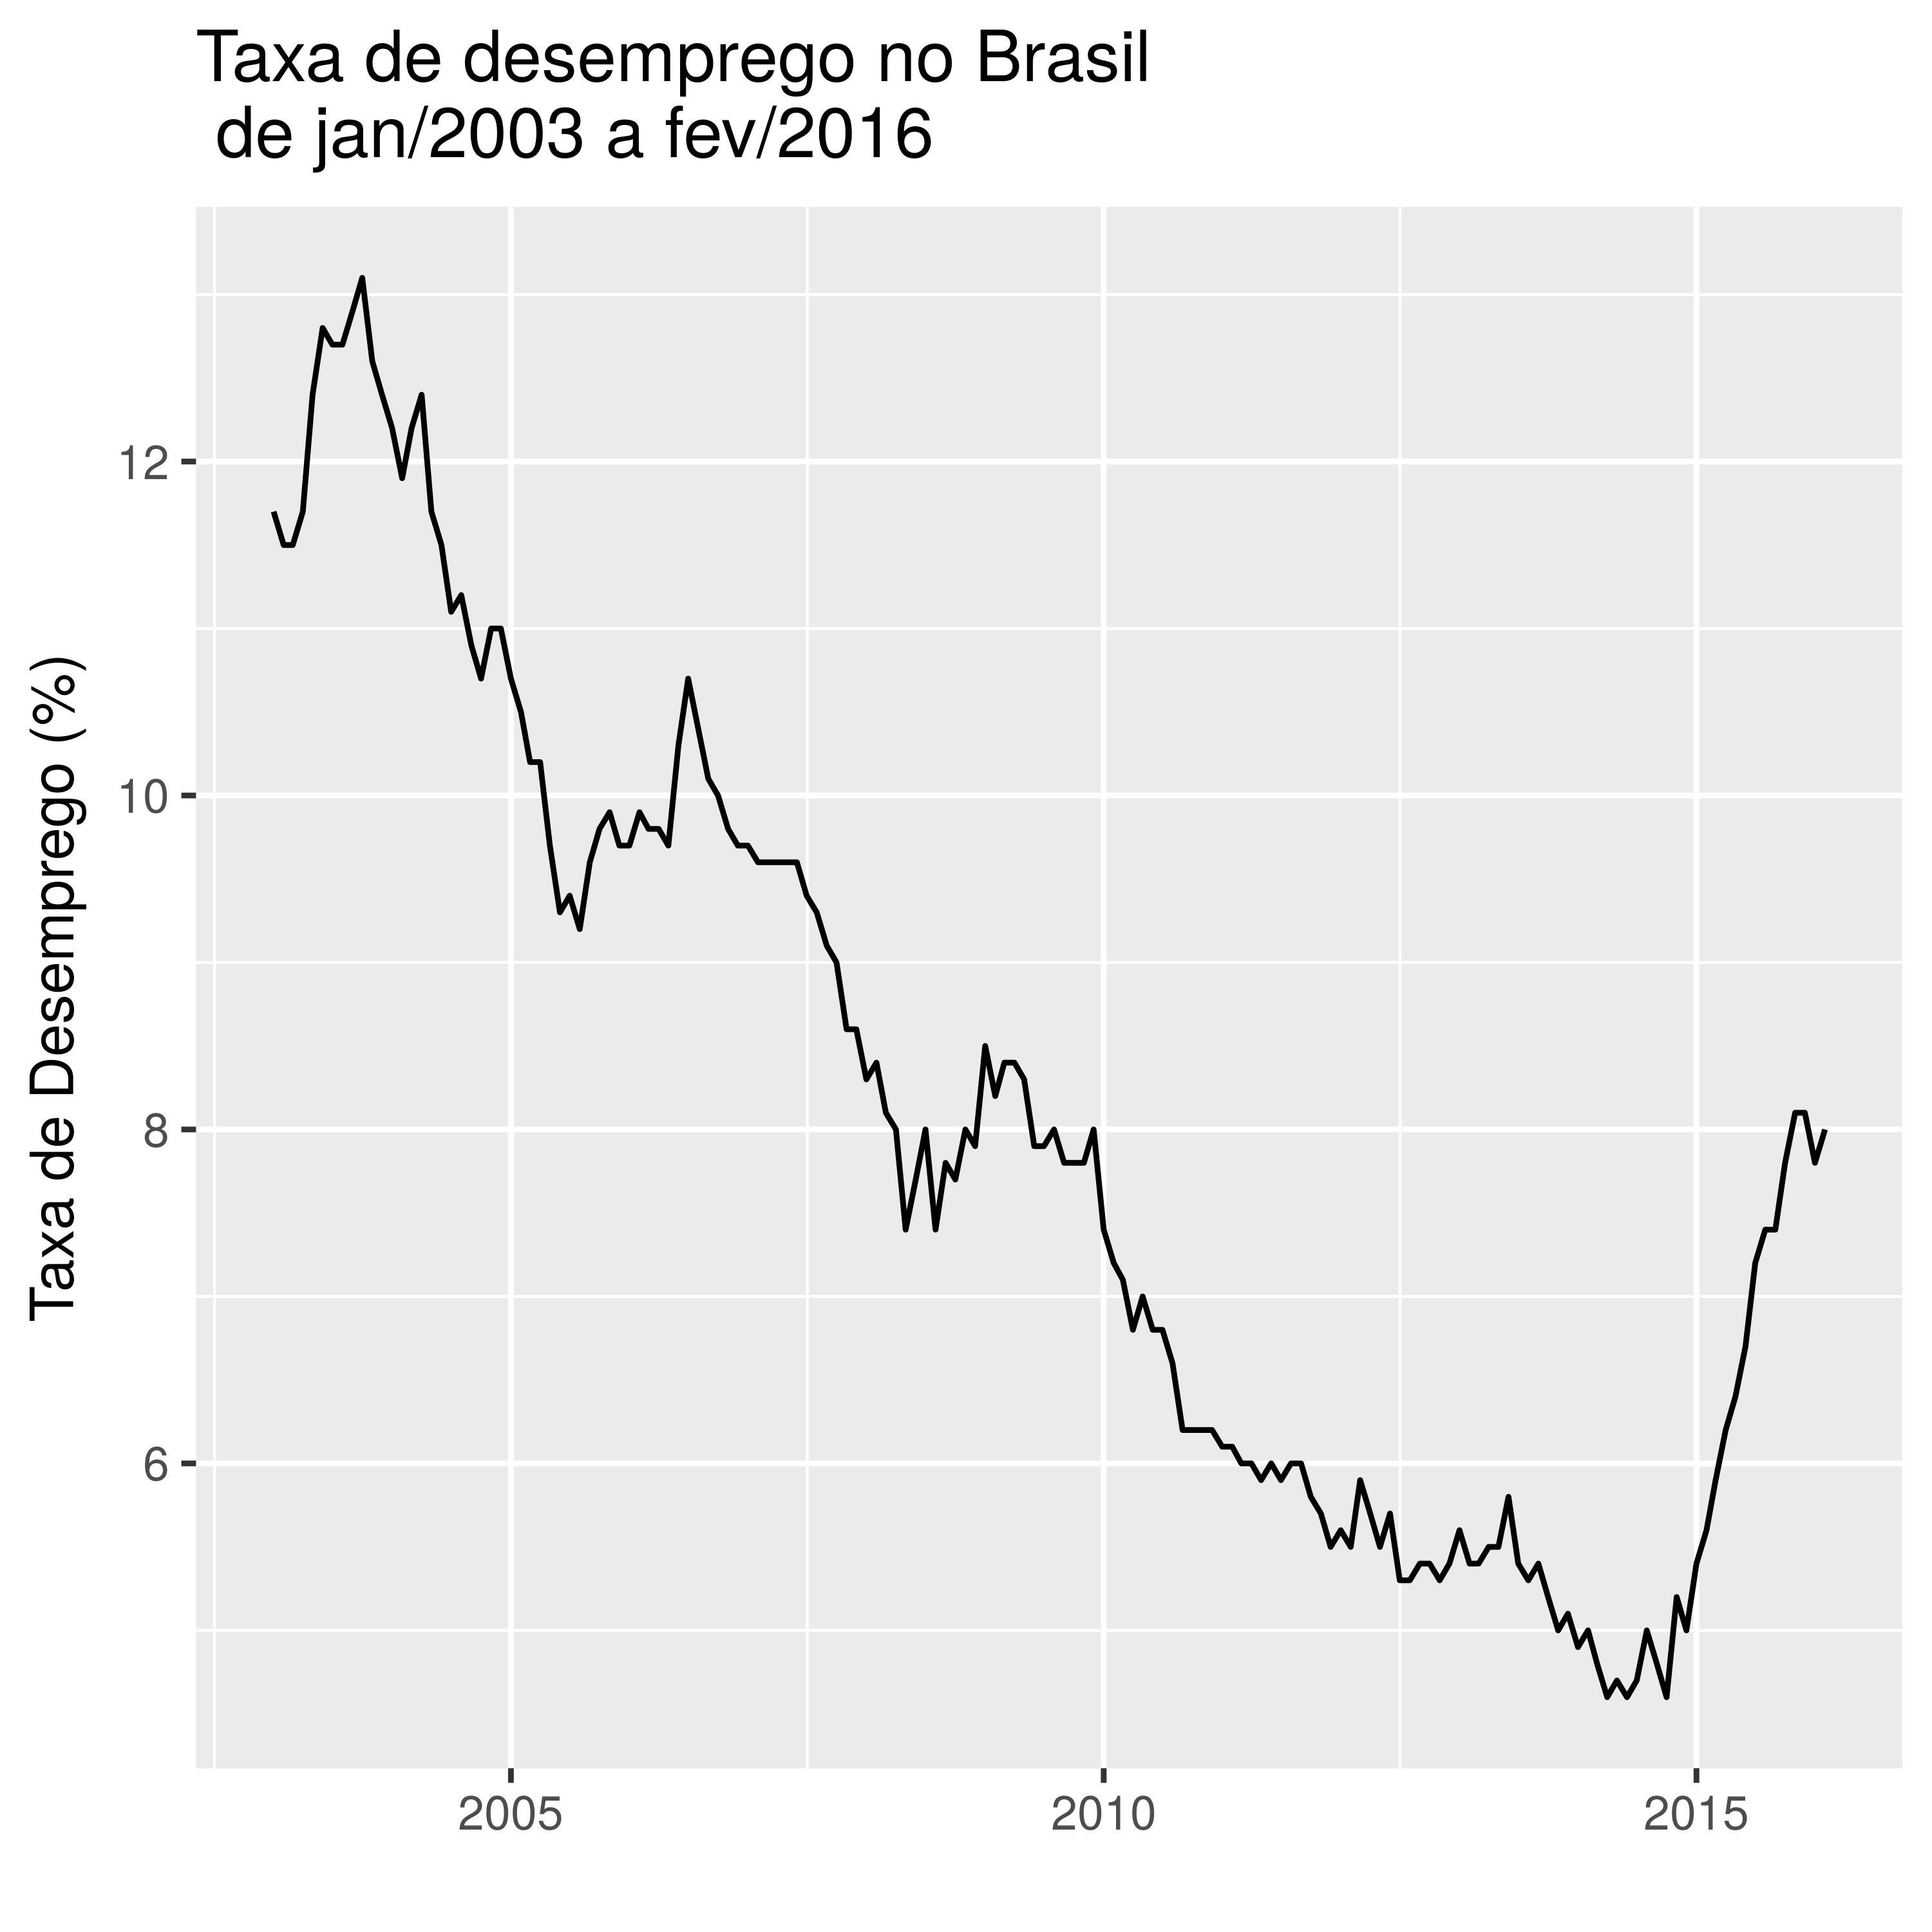 Taxa de desemprego no Brasil
de jan/2003 a fev/2016
Taxa de Desemprego (%)
12
10
8
6
2005
2010
2015